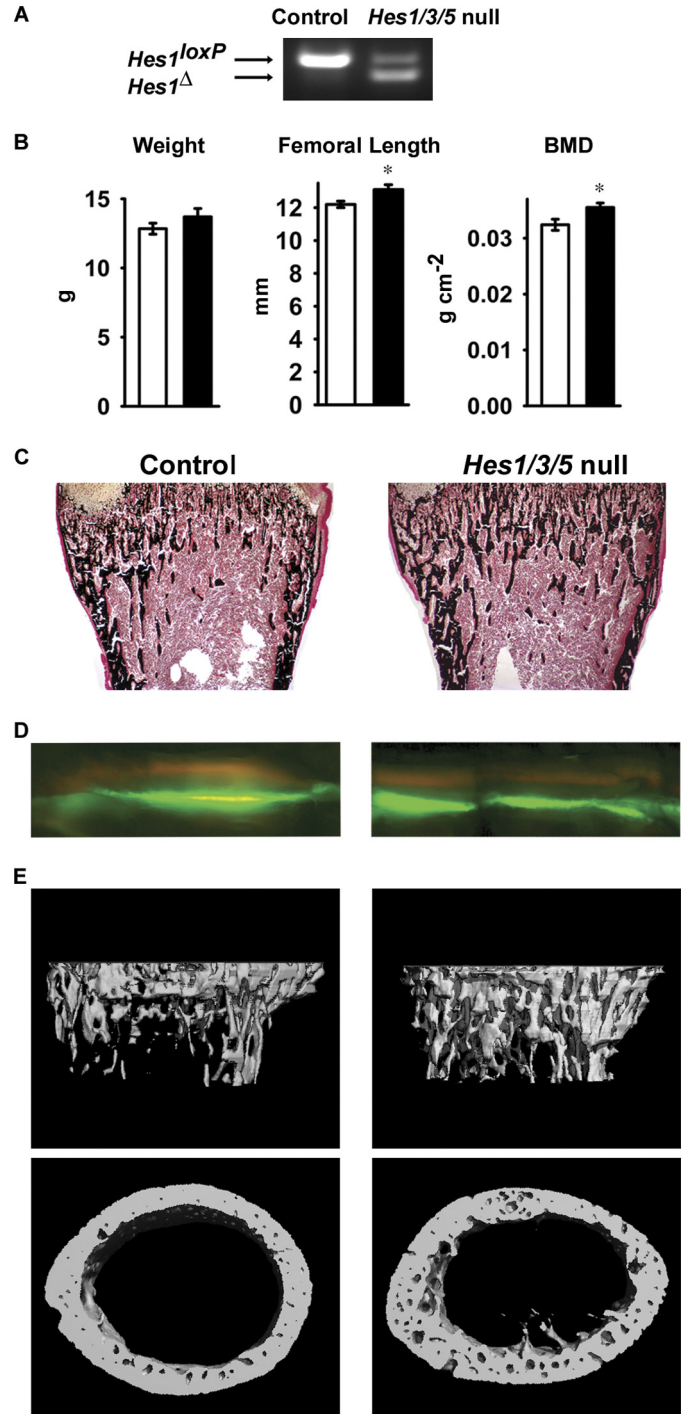 A
Control Hes1/3/5 null
Hes1loxP
Hes1Δ
B
Weight Femoral Length BMD
g
15
10
5
0
mm
12
10
8
6
4
2
0
*
g cm-2
0.03
0.02
0.01
0.00
*
C
Control Hes1/3/5 null
D
E